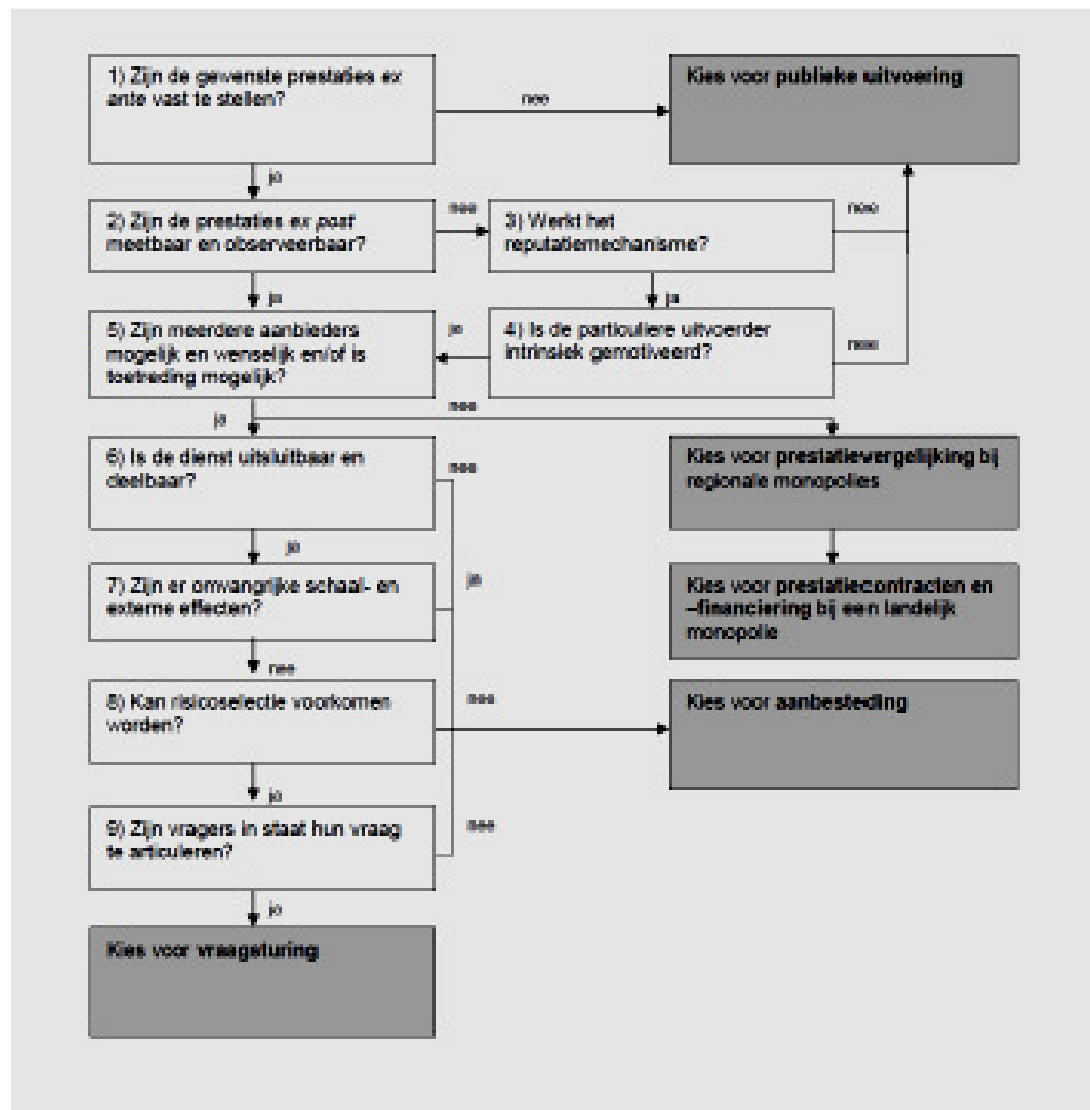 1) Zijn de gewenste prestaties ex
ante vast te stellen?
nee
Kies voor publieke uitvoering
ja
2) Zijn de prestaties ex post
meetbaar en observeerbaar?
nee
3) Werkt het
reputatiemechanisme?
nee
ja
ja
5) Zijn meerdere aanbieders
mogelijk en wenselijk en/of is
toetreding mogelijk?
ja
4) Is de particuliere uitvoerder
intrinsiek gemotiveerd?
nee
ja
nee
6) Is de dienst uitsluitbaar en
deelbaar?
nee
Kies voor prestatievergelijking bij
regionale monopolies
ja
7) Zijn er omvangrijke schaal- en
externe effecten?
ja
Kies voor prestatiecontracten en
–financiering bij een landelijk
monopolie
nee
8) Kan risicoselectie voorkomen
worden?
nee
Kies voor aanbesteding
ja
9) Zijn vragers in staat hun vraag
te articuleren?
nee
ja
Kies voor vraagsturing